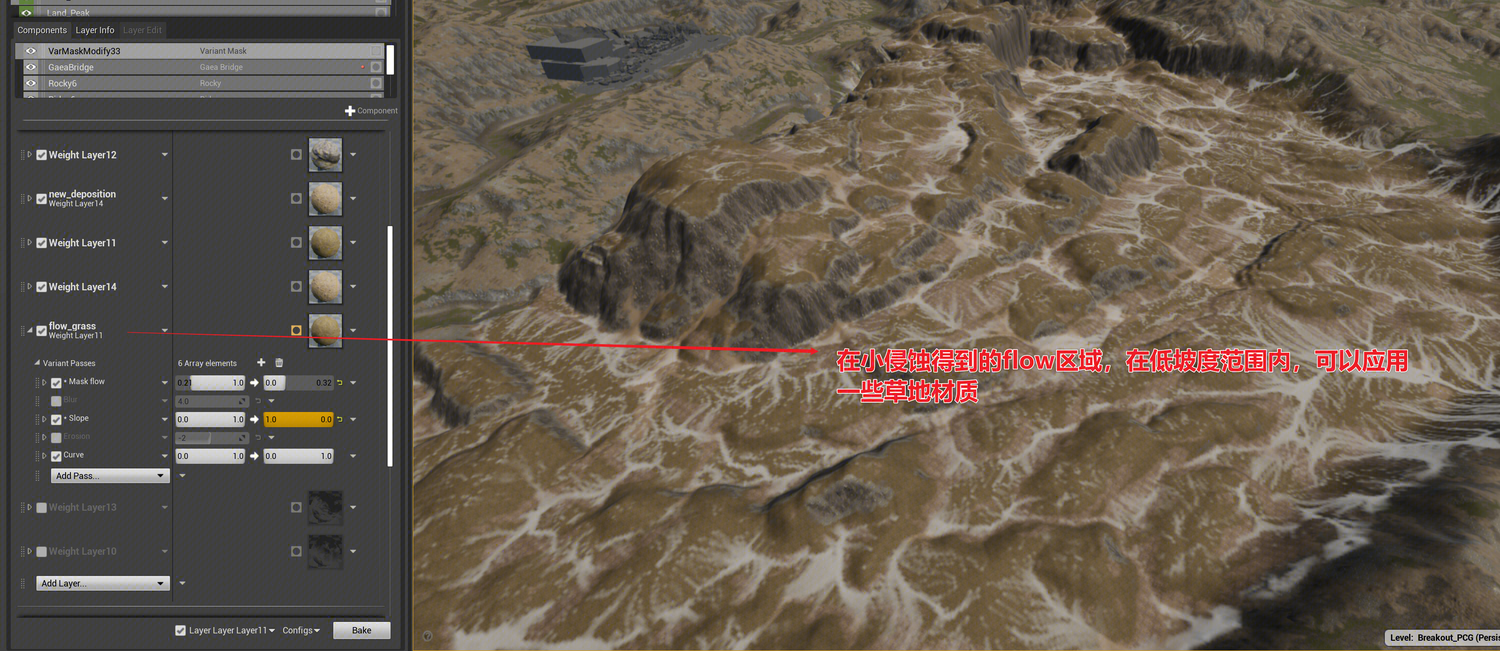 Land_Peak
Components Layer Info Layer Edit
VarMaskModify33 Variant Mask
GaeaBridge Gaea Bridge
Rocky6 Rocky
Component
Weight Layer12
new_deposition
Weight Layer14
Weight Layer11
Weight Layer14
flow_grass
Weight Layer11
Variant Passes 6 Array elements
* Mask flow 0.21 1.0 0.0 0.32
Blur 4.0
* Slope 0.0 1.0 1.0 0.0
Erosion -2
Curve 0.0 1.0 0.0 1.0
Add Pass...
Weight Layer13
Weight Layer10
Add Layer...
Layer Layer Layer11 Configs Bake
在小侵蚀得到的flow区域，在低坡度范围内，可以应用
一些草地材质
Level: Breakout_PCG (Persis